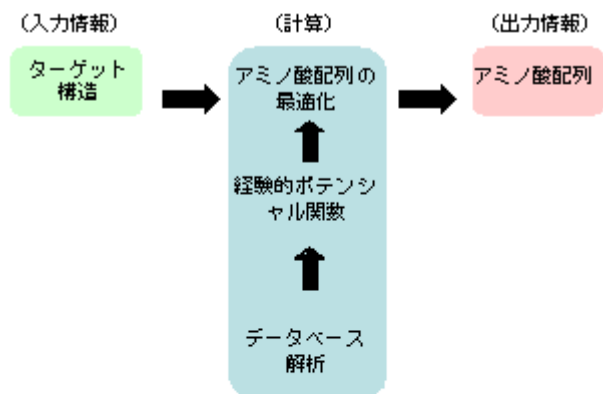 （入力情報）
（計算）
（出力情報）
ターゲット
構造
アミノ酸配列の
最適化
経験的ポテンシ
ャル関数
データベース
解析
アミノ酸配列